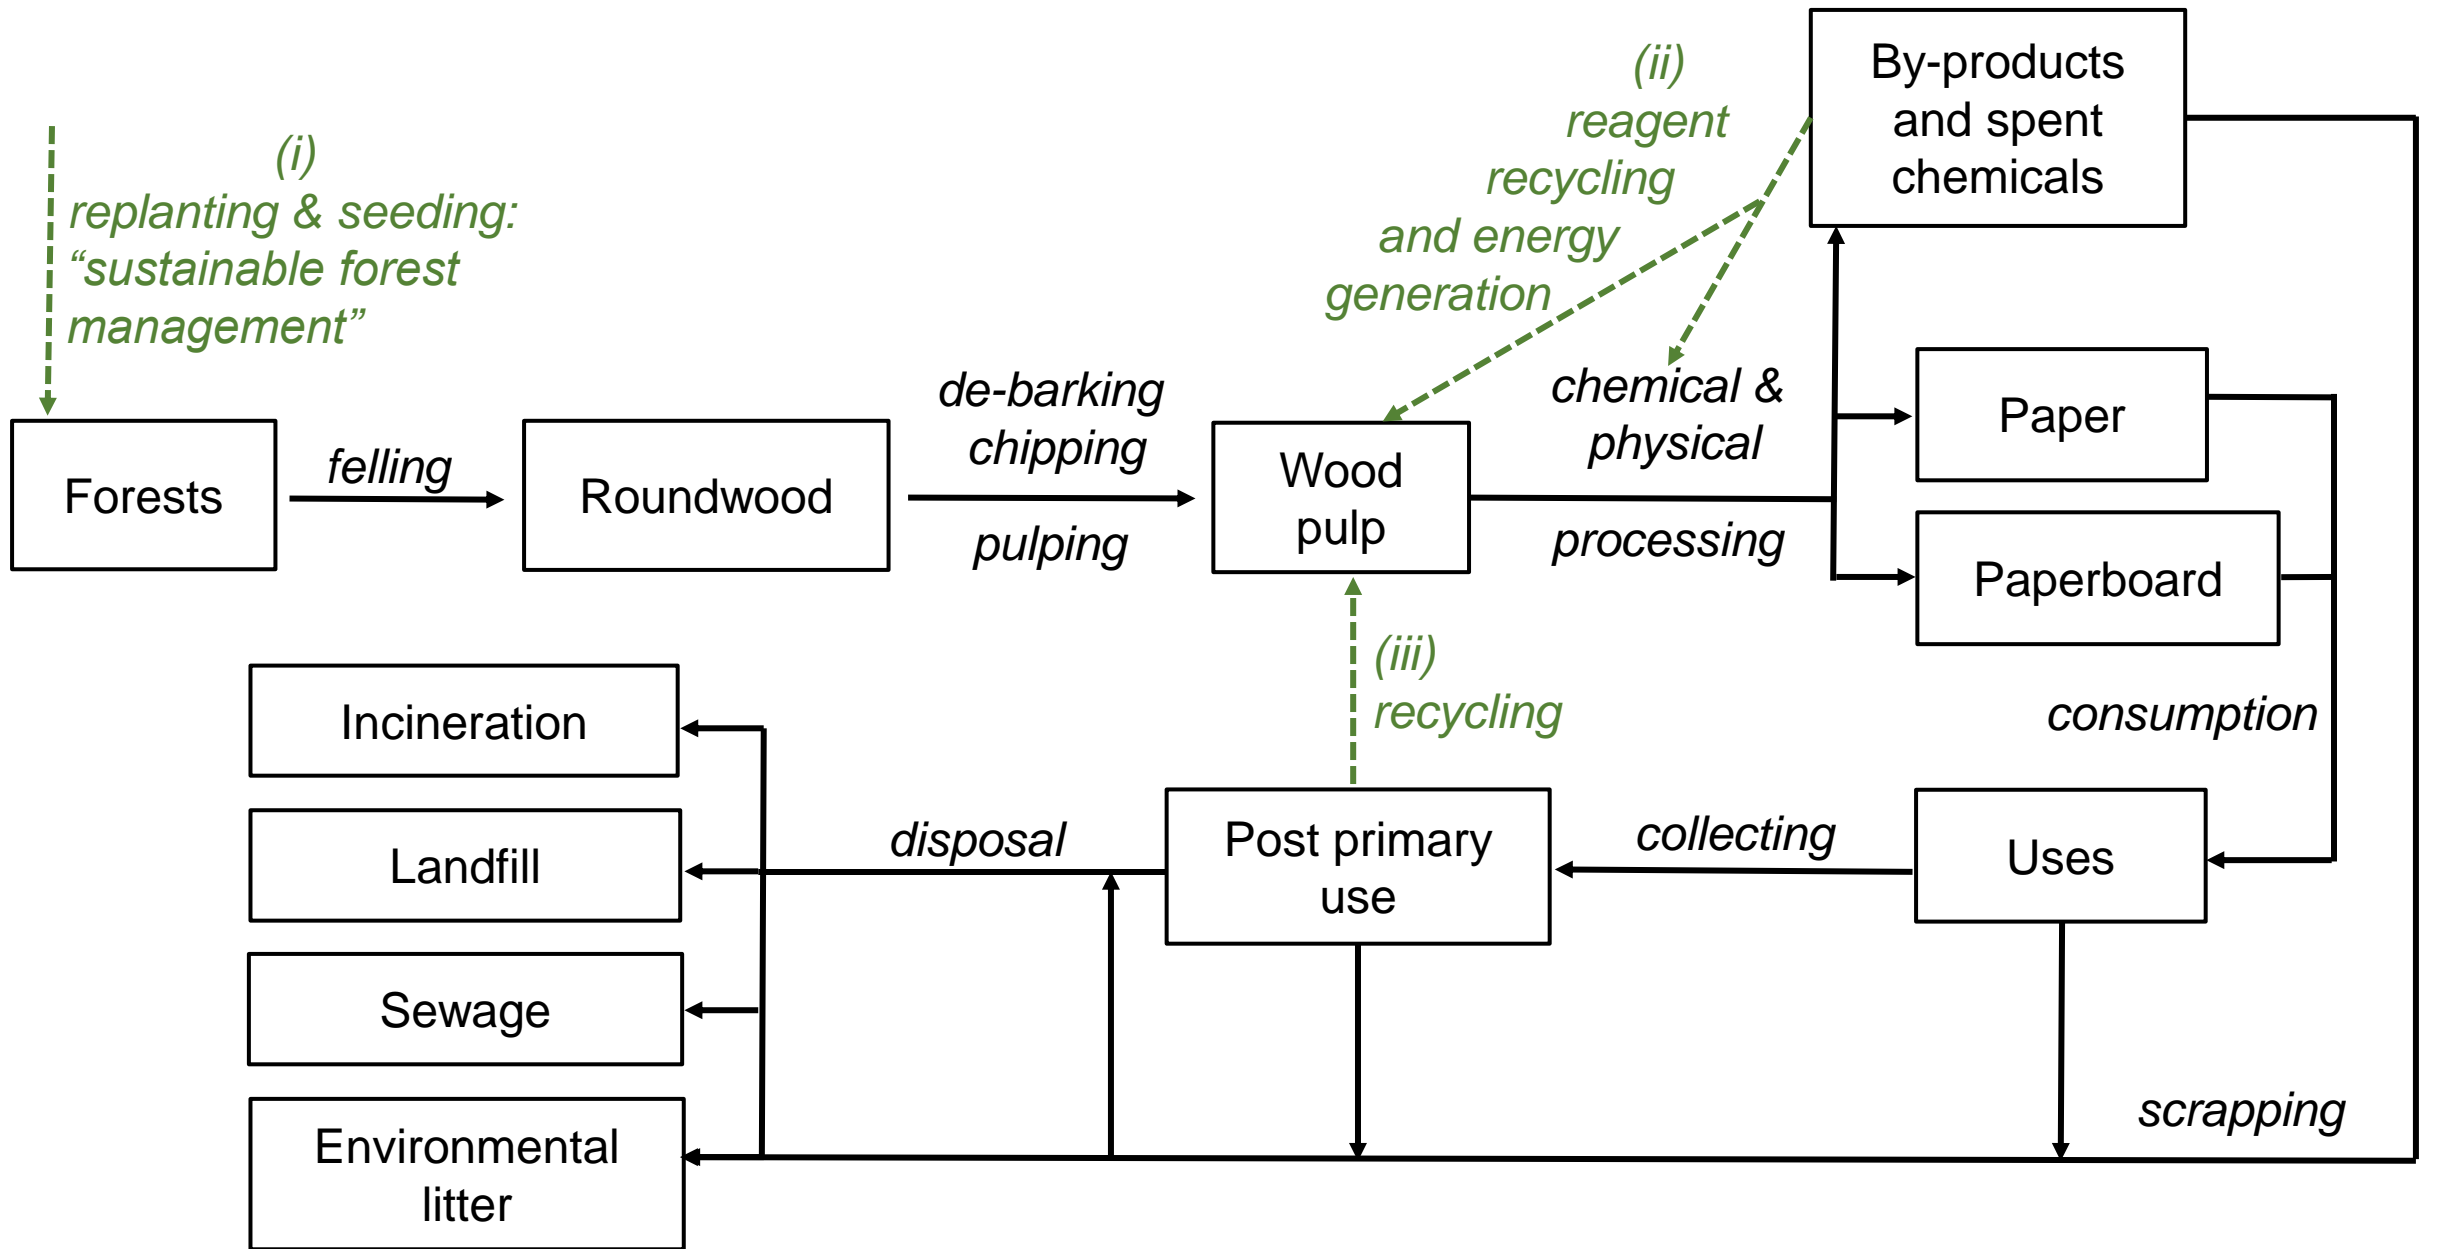 (i)
replanting & seeding:
“sustainable forest
management”
(ii)
reagent
recycling
and energy
generation
By-products
and spent
chemicals
Forests
felling
Roundwood
de-barking
chipping
pulping
Wood
pulp
chemical &
physical
processing
Paper
Paperboard
(iii)
recycling
consumption
Incineration
Landfill
Sewage
Environmental
litter
disposal
Post primary
use
collecting
Uses
scrapping